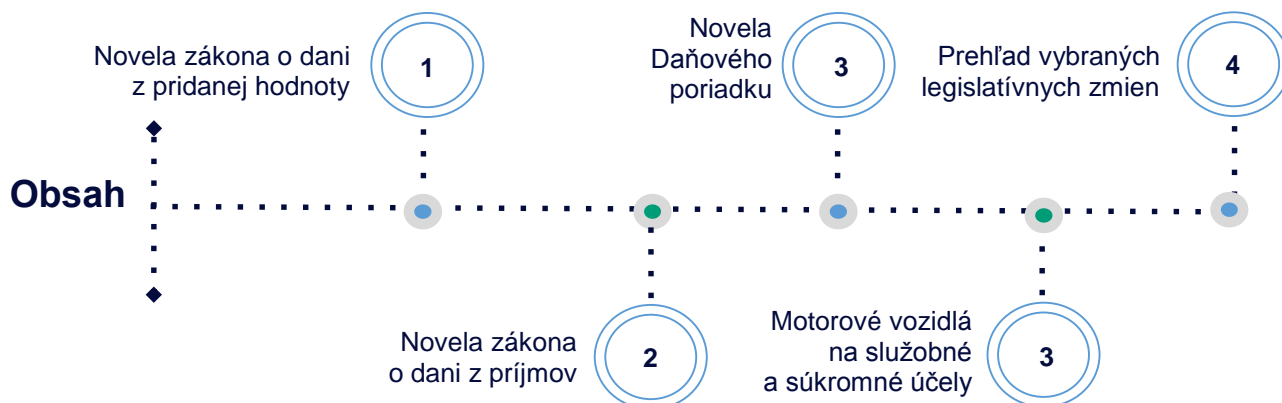 Obsah
Novela zákona o dani
z pridanej hodnoty
1
Novela zákona
o dani z príjmov
2
Novela
Daňového
poriadku
3
Motorové vozidlá
na služobné
a súkromné účely
3
Prehľad vybraných
legislatívnych zmien
4